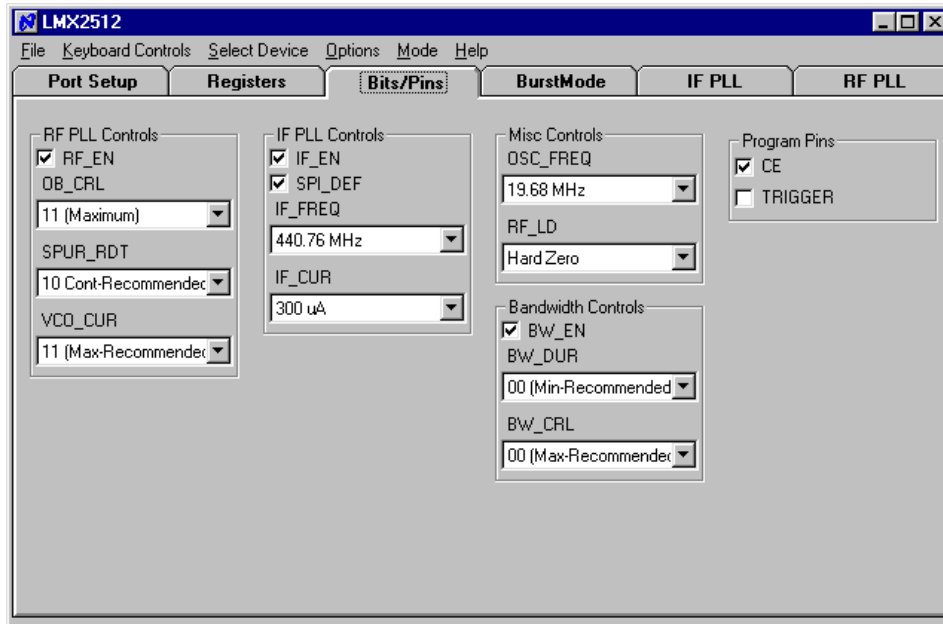 LMX2512
File Keyboard Controls Select Device Options Mode Help
Port Setup Registers Bits/Pins BurstMode IF PLL RF PLL
RF PLL Controls
RF_EN
OB_CRL
11 (Maximum)
SPUR_RDT
10 Cont-Recommended
VCO_CUR
11 (Max-Recommended
IF PLL Controls
IF_EN
SPI_DEF
IF_FREQ
440.76 MHz
IF_CUR
300 uA
Misc Controls
OSC_FREQ
19.68 MHz
RF_LD
Hard Zero
Bandwidth Controls
BW_EN
BW_DUR
00 (Min-Recommended
BW_CRL
00 (Max-Recommended
Program Pins
CE
TRIGGER